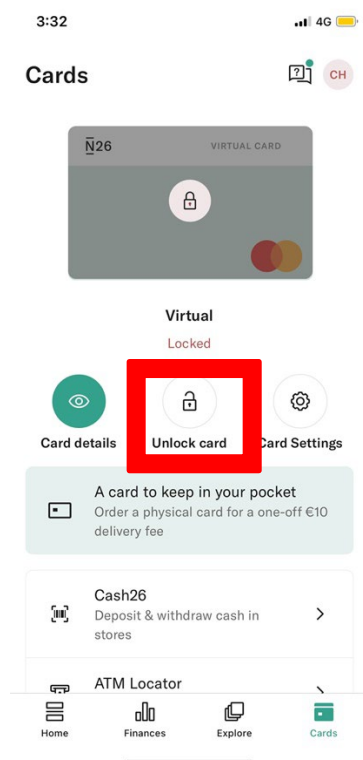 3:32
4G
Cards
CH
N26
VIRTUAL CARD
Virtual
Locked
Card details
Unlock card
Card Settings
A card to keep in your pocket
Order a physical card for a one-off €10
delivery fee
Cash26
Deposit & withdraw cash in
stores
ATM Locator
Home
Finances
Explore
Cards